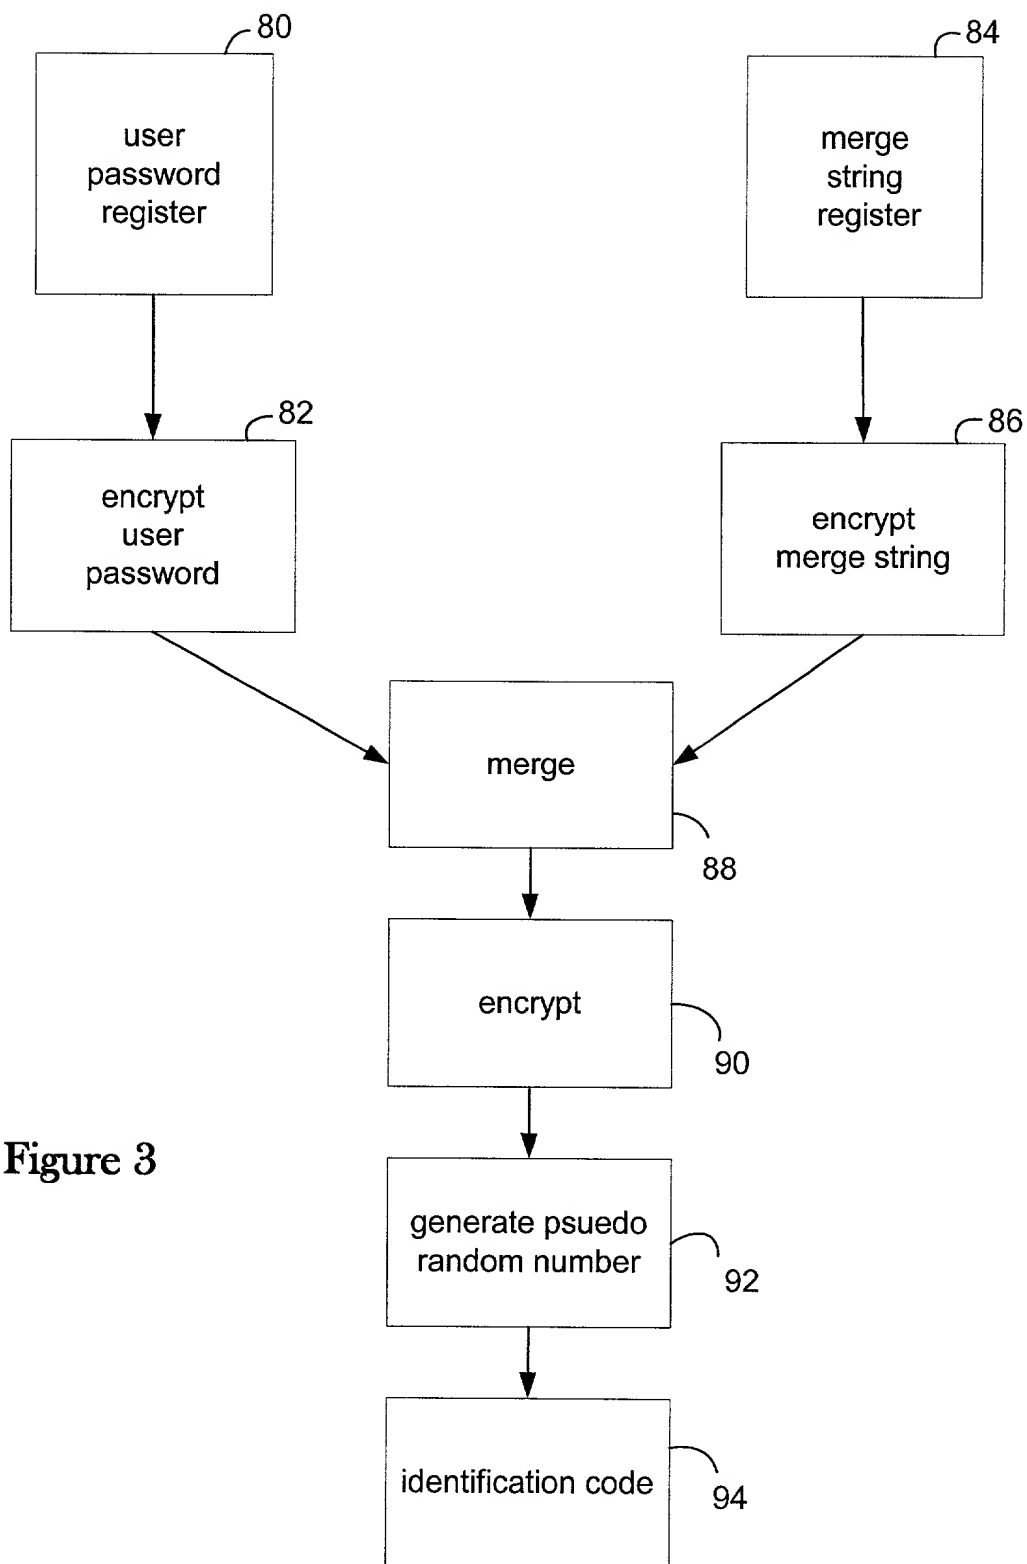 80
84
user
password
register
merge
string
register
82
86
encrypt
user
password
encrypt
merge string
merge
88
encrypt
90
Figure 3
generate psuedo
random number
92
identification code
94